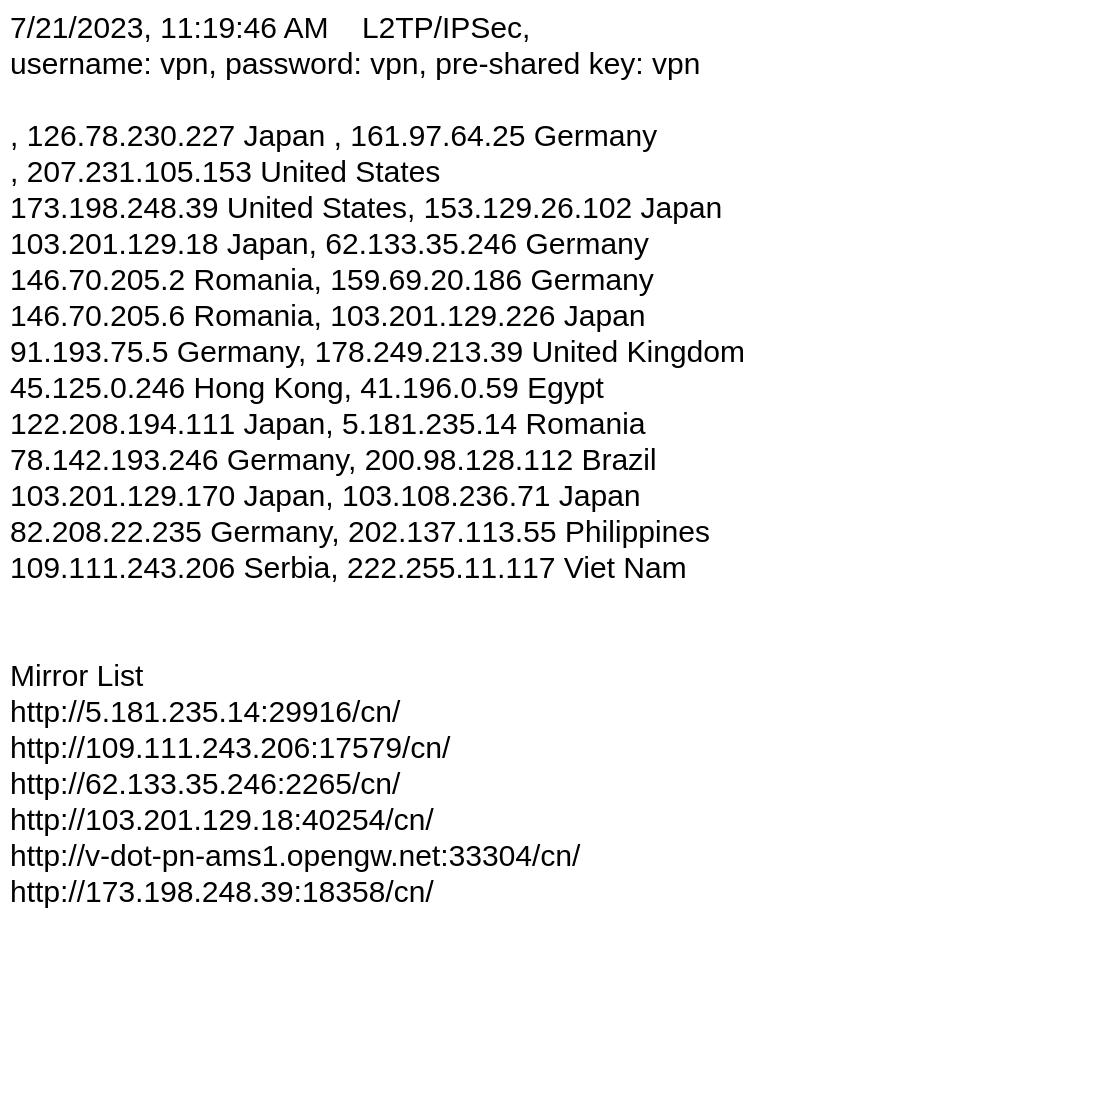 7/21/2023, 11:19:46 AM    L2TP/IPSec,
username: vpn, password: vpn, pre-shared key: vpn
, 126.78.230.227 Japan , 161.97.64.25 Germany
, 207.231.105.153 United States
173.198.248.39 United States, 153.129.26.102 Japan
103.201.129.18 Japan, 62.133.35.246 Germany
146.70.205.2 Romania, 159.69.20.186 Germany
146.70.205.6 Romania, 103.201.129.226 Japan
91.193.75.5 Germany, 178.249.213.39 United Kingdom
45.125.0.246 Hong Kong, 41.196.0.59 Egypt
122.208.194.111 Japan, 5.181.235.14 Romania
78.142.193.246 Germany, 200.98.128.112 Brazil
103.201.129.170 Japan, 103.108.236.71 Japan
82.208.22.235 Germany, 202.137.113.55 Philippines
109.111.243.206 Serbia, 222.255.11.117 Viet Nam
Mirror List
http://5.181.235.14:29916/cn/
http://109.111.243.206:17579/cn/
http://62.133.35.246:2265/cn/
http://103.201.129.18:40254/cn/
http://v-dot-pn-ams1.opengw.net:33304/cn/
http://173.198.248.39:18358/cn/